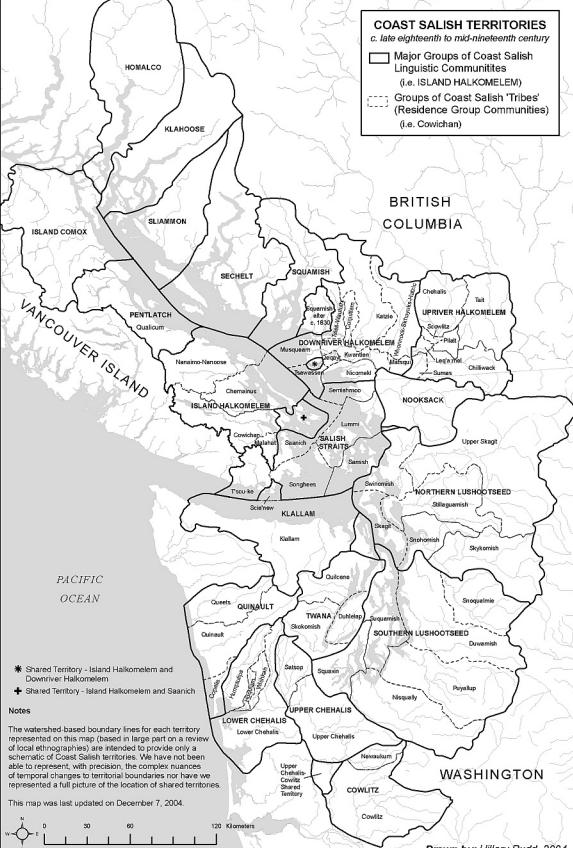 COAST SALISH TERRITORIES
c. late eighteenth to mid-nineteenth century
Major Groups of Coast Salish
Linguistic Communitites
(i.e. ISLAND HALKOMELEM)
Groups of Coast Salish 'Tribes'
(Residence Group Communities)
(i.e. Cowichan)
HOMALCO
KLAHOOSE
BRITISH
COLUMBIA
SLIAMMON
ISLAND COMOX
SECHELT
SQUAMISH
Squamish
after
c. 1830
Chehalis
Tait
UPRIVER HALKOMELEM
PENTLATCH
Qualicum
Katzie
Coquitlam
Scowlitz
Pilalt
VANCOUVER ISLAND
DOWNRIVER HALKOMELEM
Musqueam
Kwantlen
Matsqui
Leq'a:mel
Chilliwack
Nanaimo-Nanoose
Tsawassen
Nicomekl
Sumas
Chemainus
Semiahmoo
NOOKSACK
ISLAND HALKOMELEM
Lummi
Cowichan
Malahat
Saanich
SALISH
STRAITS
Upper Skagit
Samish
T'sou-ke
Songhees
Swinomish
NORTHERN LUSHOOTSEED
Stilleguamish
Scia'new
KLALLAM
Skagit
Klallam
Snohomish
Skykomish
PACIFIC
OCEAN
Quilcene
Queets
QUINAULT
TWANA
Duhlelap
Suquamish
Snoqualmie
Skokomish
SOUTHERN LUSHOOTSEED
Quinault
Duwamish
Satsop
Squaxin
Copalis
Humptulips
Wynoochee
Nisqually
Puyallup
LOWER CHEHALIS
Lower Chehalis
UPPER CHEHALIS
Upper Chehalis
Newaukum
Upper
Chehalis-
Cowlitz
Shared
Territory
COWLITZ
Cowlitz
WASHINGTON
Shared Territory - Island Halkomelem and
Downriver Halkomelem
Shared Territory - Island Halkomelem and Saanich
Notes
The watershed-based boundary lines for each territory
represented on this map (based in large part on a review
of local ethnographies) are intended to provide only a
schematic of Coast Salish territories. We have not been
able to represent, with precision, the complex nuances
of temporal changes to territorial boundaries nor have we
represented a full picture of the location of shared territories.
This map was last updated on December 7, 2004.
N
W
E
S
0 30 60 90 120 Kilometers